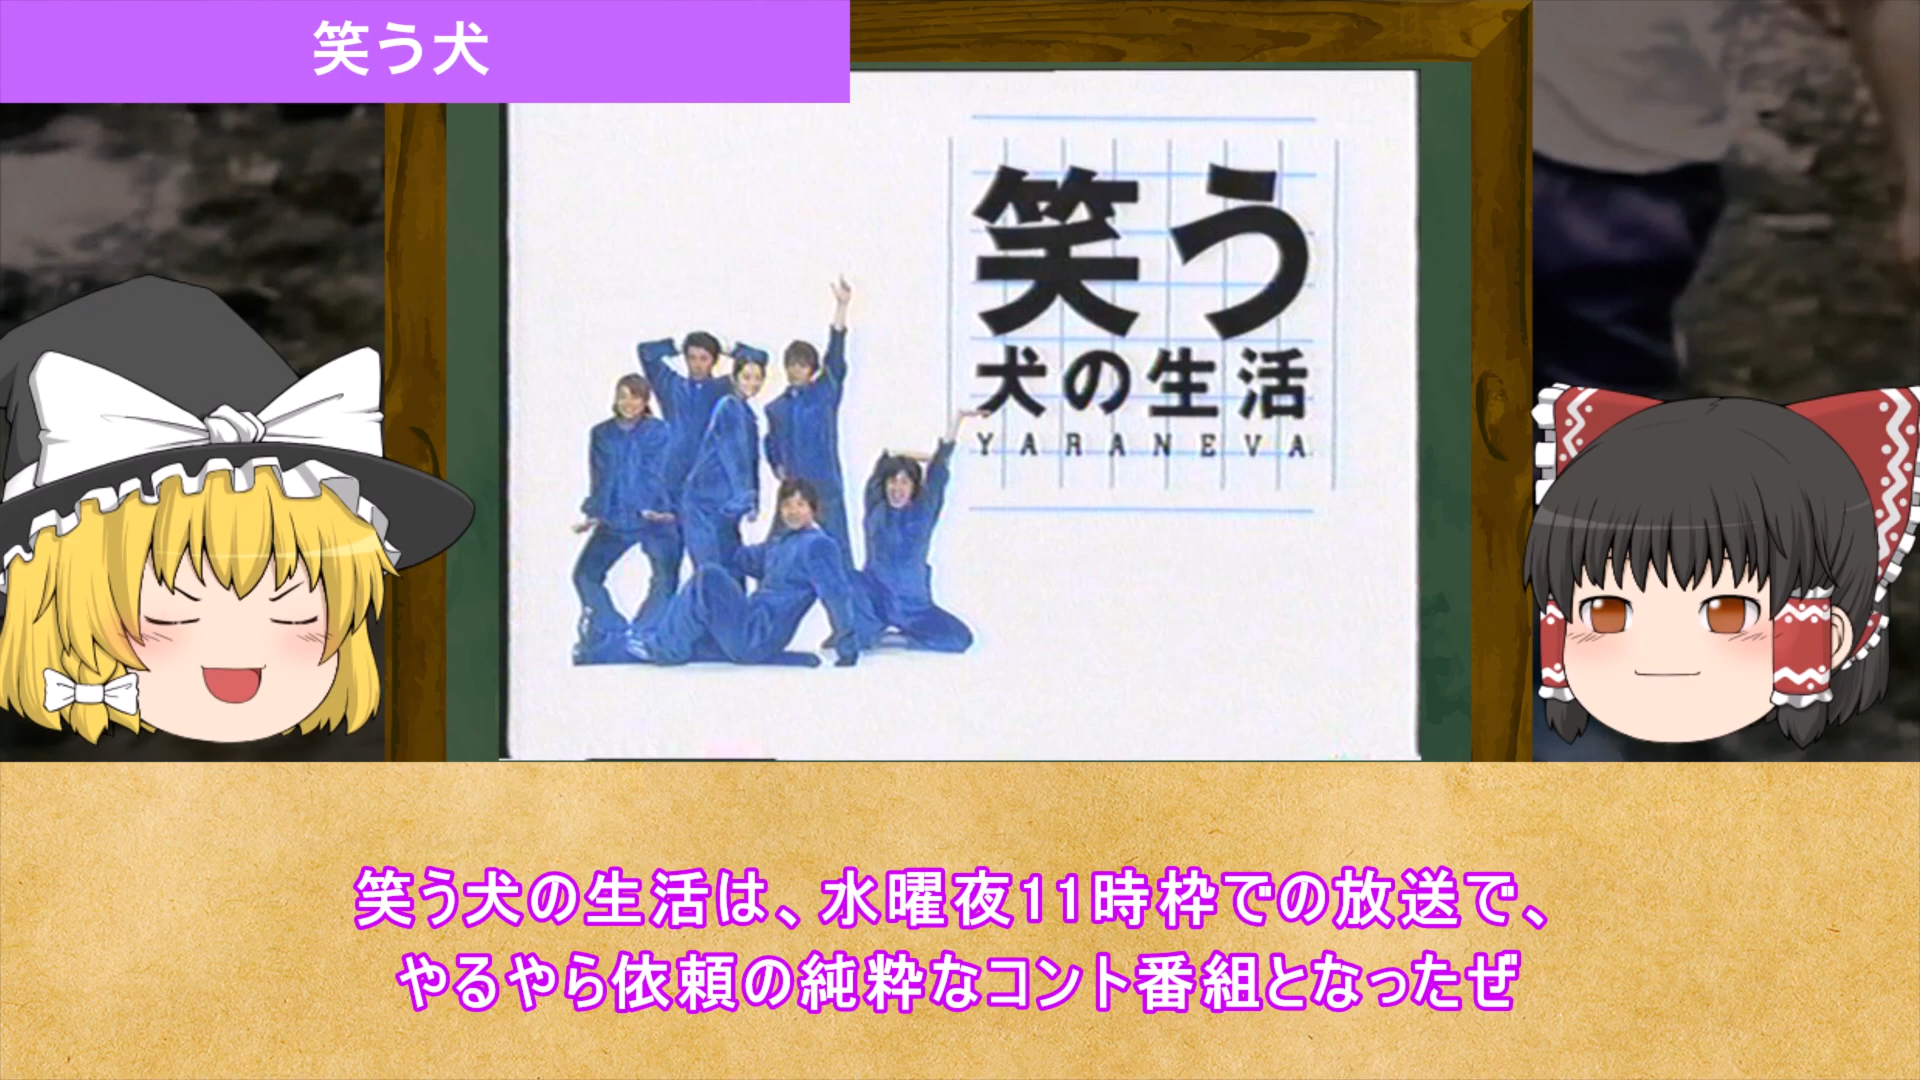 笑う犬
笑う
犬の生活
YARANEVA
笑う犬の生活は、水曜夜11時枠での放送で、
やるやら依頼の純粋なコント番組となったぜ